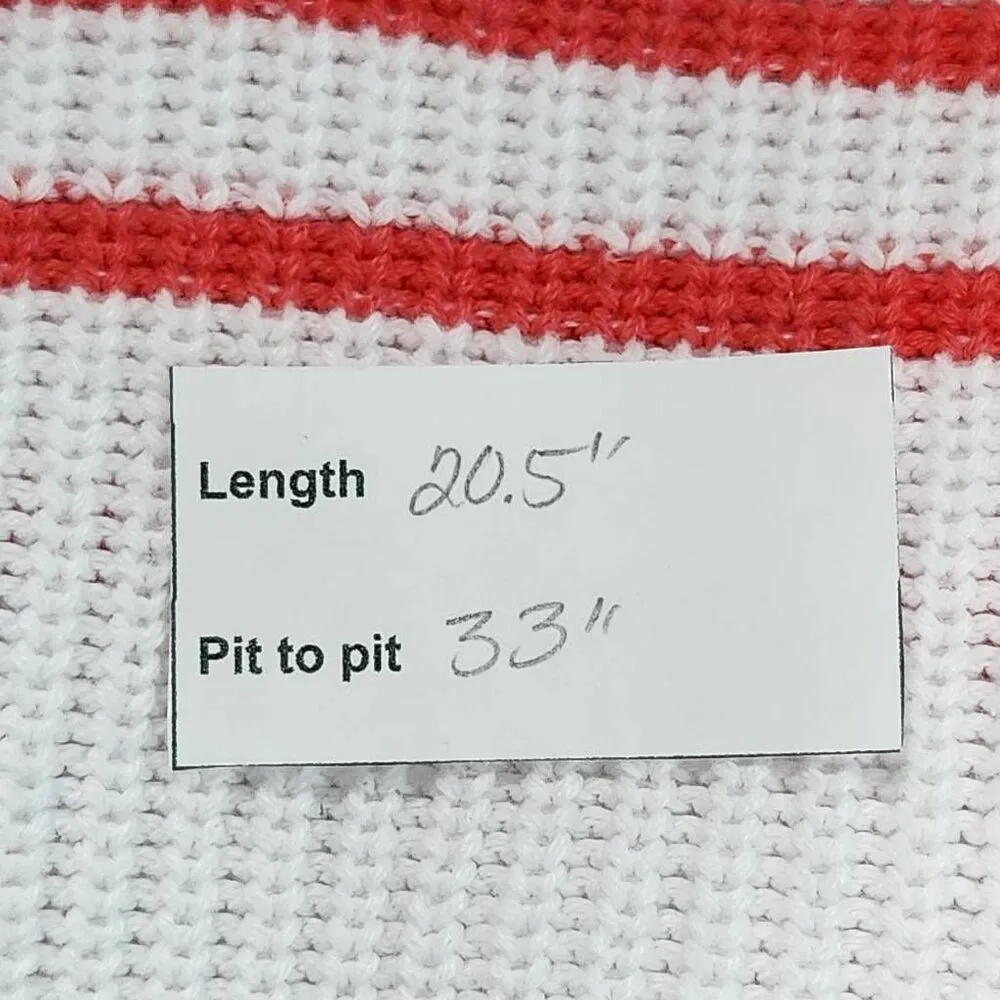 Length 20.5"
Pit to pit 33"